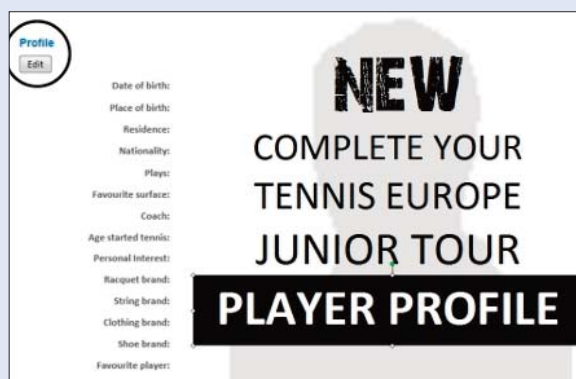 Profile
Edit
Date of birth:
Place of birth:
Residence:
Nationality:
Plays:
Favourite surface:
Coach:
Age started tennis:
Personal Interest:
Racquet brand:
String brand:
Clothing brand:
Shoe brand:
Favourite player:
NEW
COMPLETE YOUR
TENNIS EUROPE
JUNIOR TOUR
PLAYER PROFILE